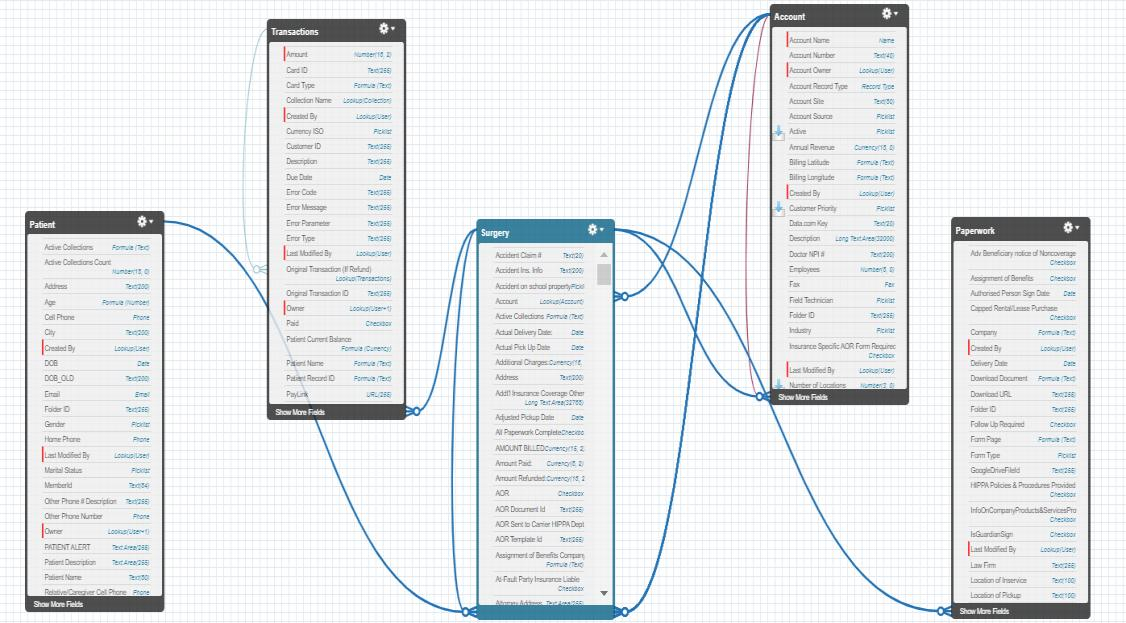 Patient
Active Collections Formula (Text)
Active Collections Count
Number(18, 0)
Address Text(200)
Age Formula (Number)
Cell Phone Phone
City Text(200)
Created By Lookup(User)
DOB Date
DOB_OLD Text(200)
Email Email
Folder ID Text(255)
Gender Picklist
Home Phone Phone
Last Modified By Lookup(User)
Marital Status Picklist
MemberId Text(64)
Other Phone # Description Text(255)
Other Phone Number Phone
Owner Lookup(User+1)
PATIENT ALERT Text Area(255)
Patient Description Text Area(255)
Patient Name Text(80)
Relative/Caregiver Cell Phone Phone
Show More Fields
Transactions
Amount Number(16, 2)
Card ID Text(255)
Card Type Formula (Text)
Collection Name Lookup(Collection)
Created By Lookup(User)
Currency ISO Picklist
Customer ID Text(255)
Description Text(255)
Due Date Date
Error Code Text(255)
Error Message Text(255)
Error Parameter Text(255)
Error Type Text(255)
Last Modified By Lookup(User)
Original Transaction (If Refund)
Lookup(Transactions)
Original Transaction ID Text(255)
Owner Lookup(User+1)
Paid Checkbox
Patient Current Balance
Formula (Currency)
Patient Name Formula (Text)
Patient Record ID Formula (Text)
PayLink URL(255)
Show More Fields
Surgery
Accident Claim # Text(20)
Accident Ins. Info Text(200)
Accident on school propertyPickl
Account Lookup(Account)
Active Collections Formula (Text)
Actual Delivery Date: Date
Actual Pick Up Date Date
Additional Charges:Currency(16,
Address Text(200)
Addt'l Insurance Coverage Other
Long Text Area(32768)
Adjusted Pickup Date Date
All Paperwork CompleteCheckbo
AMOUNT BILLEDCurrency(16, 2)
Amount Paid: Currency(6, 2)
Amount Refunded:Currency(16, 2
AOR Checkbox
AOR Document Id Text(255)
AOR Sent to Carrier HIPPA Dept
AOR Template Id Text(255)
Assignment of Benefits Company
Formula (Text)
At-Fault Party Insurance Liable
Checkbox
Attorney Address Text Area(255)
Account
Account Name Name
Account Number Text(40)
Account Owner Lookup(User)
Account Record Type Record Type
Account Site Text(80)
Account Source Picklist
Active Picklist
Annual Revenue Currency(18, 0)
Billing Latitude Formula (Text)
Billing Longitude Formula (Text)
Created By Lookup(User)
Customer Priority Picklist
Data.com Key Text(20)
Description Long Text Area(32000)
Doctor NPI # Text(200)
Employees Number(8, 0)
Fax Fax
Field Technician Picklist
Folder ID Text(255)
Industry Picklist
Insurance Specific AOR Form Required
Checkbox
Last Modified By Lookup(User)
Number of Locations Number(3, 0)
Show More Fields
Paperwork
Adv Beneficiary notice of Noncoverage
Checkbox
Assignment of Benefits Checkbox
Authorised Person Sign Date Date
Capped Rental/Lease Purchase
Checkbox
Company Formula (Text)
Created By Lookup(User)
Delivery Date Date
Download Document Formula (Text)
Download URL Text(255)
Folder ID Text(255)
Follow Up Required Checkbox
Form Page Formula (Text)
Form Type Picklist
GoogleDriveFileId Text(255)
HIPPA Policies & Procedures Provided
Checkbox
InfoOnCompanyProducts&ServicesPro
Checkbox
IsGuardianSign Checkbox
Last Modified By Lookup(User)
Law Firm Text(255)
Location of Inservice Text(100)
Location of Pickup Text(100)
Show More Fields